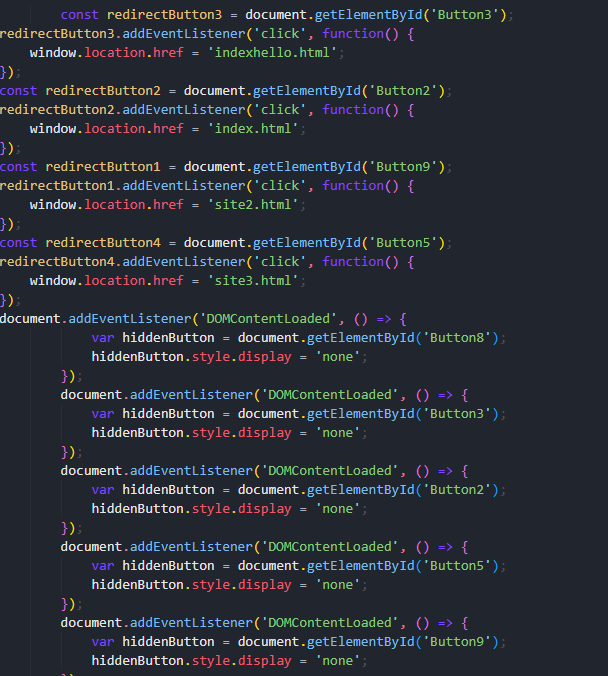 const redirectButton3 = document.getElementById('Button3');
redirectButton3.addEventListener('click', function() {
window.location.href = 'indexhello.html';
});
const redirectButton2 = document.getElementById('Button2');
redirectButton2.addEventListener('click', function() {
window.location.href = 'index.html';
});
const redirectButton1 = document.getElementById('Button9');
redirectButton1.addEventListener('click', function() {
window.location.href = 'site2.html';
});
const redirectButton4 = document.getElementById('Button5');
redirectButton4.addEventListener('click', function() {
window.location.href = 'site3.html';
});
document.addEventListener('DOMContentLoaded', () => {
var hiddenButton = document.getElementById('Button8');
hiddenButton.style.display = 'none';
});
document.addEventListener('DOMContentLoaded', () => {
var hiddenButton = document.getElementById('Button3');
hiddenButton.style.display = 'none';
});
document.addEventListener('DOMContentLoaded', () => {
var hiddenButton = document.getElementById('Button2');
hiddenButton.style.display = 'none';
});
document.addEventListener('DOMContentLoaded', () => {
var hiddenButton = document.getElementById('Button5');
hiddenButton.style.display = 'none';
});
document.addEventListener('DOMContentLoaded', () => {
var hiddenButton = document.getElementById('Button9');
hiddenButton.style.display = 'none';